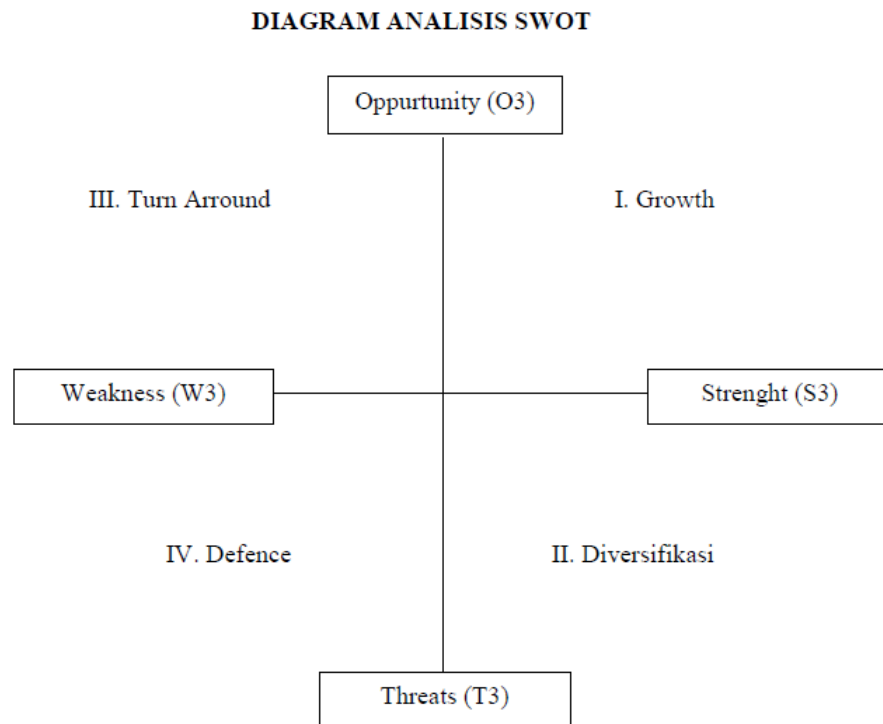 DIAGRAM ANALISIS SWOT
Oppurtunity (O3)
III. Turn Arround
I. Growth
Weakness (W3)
Strenght (S3)
IV. Defence
II. Diversifikasi
Threats (T3)